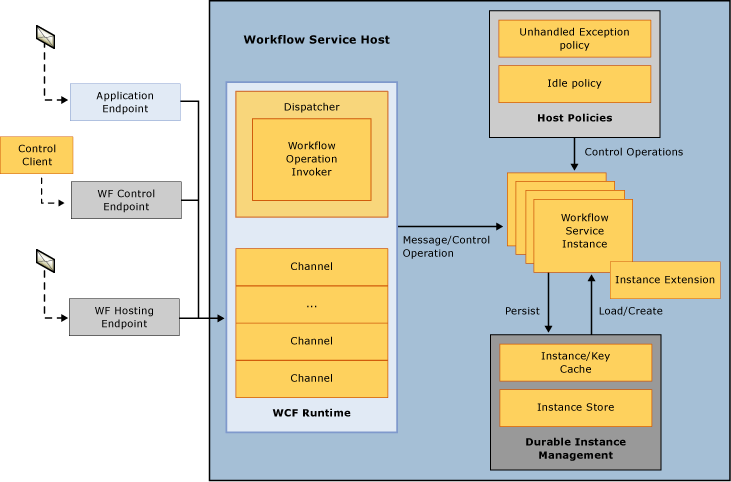 Workflow Service Host
Application
Endpoint
Control
Client
WF Control
Endpoint
WF Hosting
Endpoint
Dispatcher
Workflow
Operation
Invoker
Channel
...
Channel
Channel
WCF Runtime
Message/Control
Operation
Unhandled Exception
policy
Idle policy
Host Policies
Control Operations
Workflow
Service
Instance
Instance Extension
Persist
Load/Create
Instance/Key
Cache
Instance Store
Durable Instance
Management